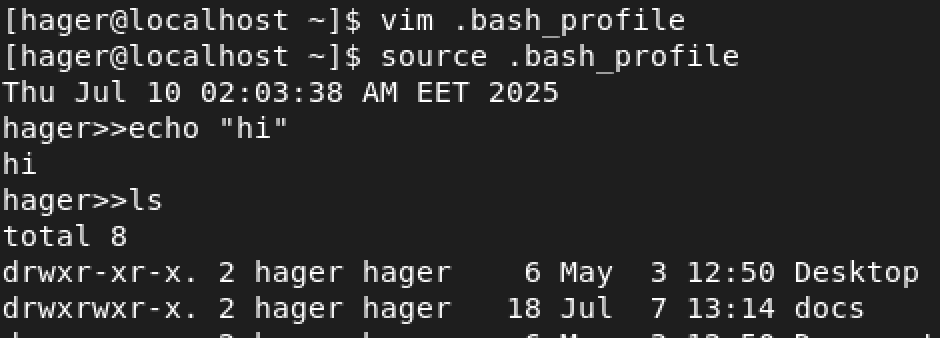 [hager@localhost ~]$ vim .bash_profile
[hager@localhost ~]$ source .bash_profile
Thu Jul 10 02:03:38 AM EET 2025
hager>>echo "hi"
hi
hager>>ls
total 8
drwxr-xr-x. 2 hager hager    6 May  3 12:50 Desktop
drwxrwxr-x. 2 hager hager   18 Jul  7 13:14 docs